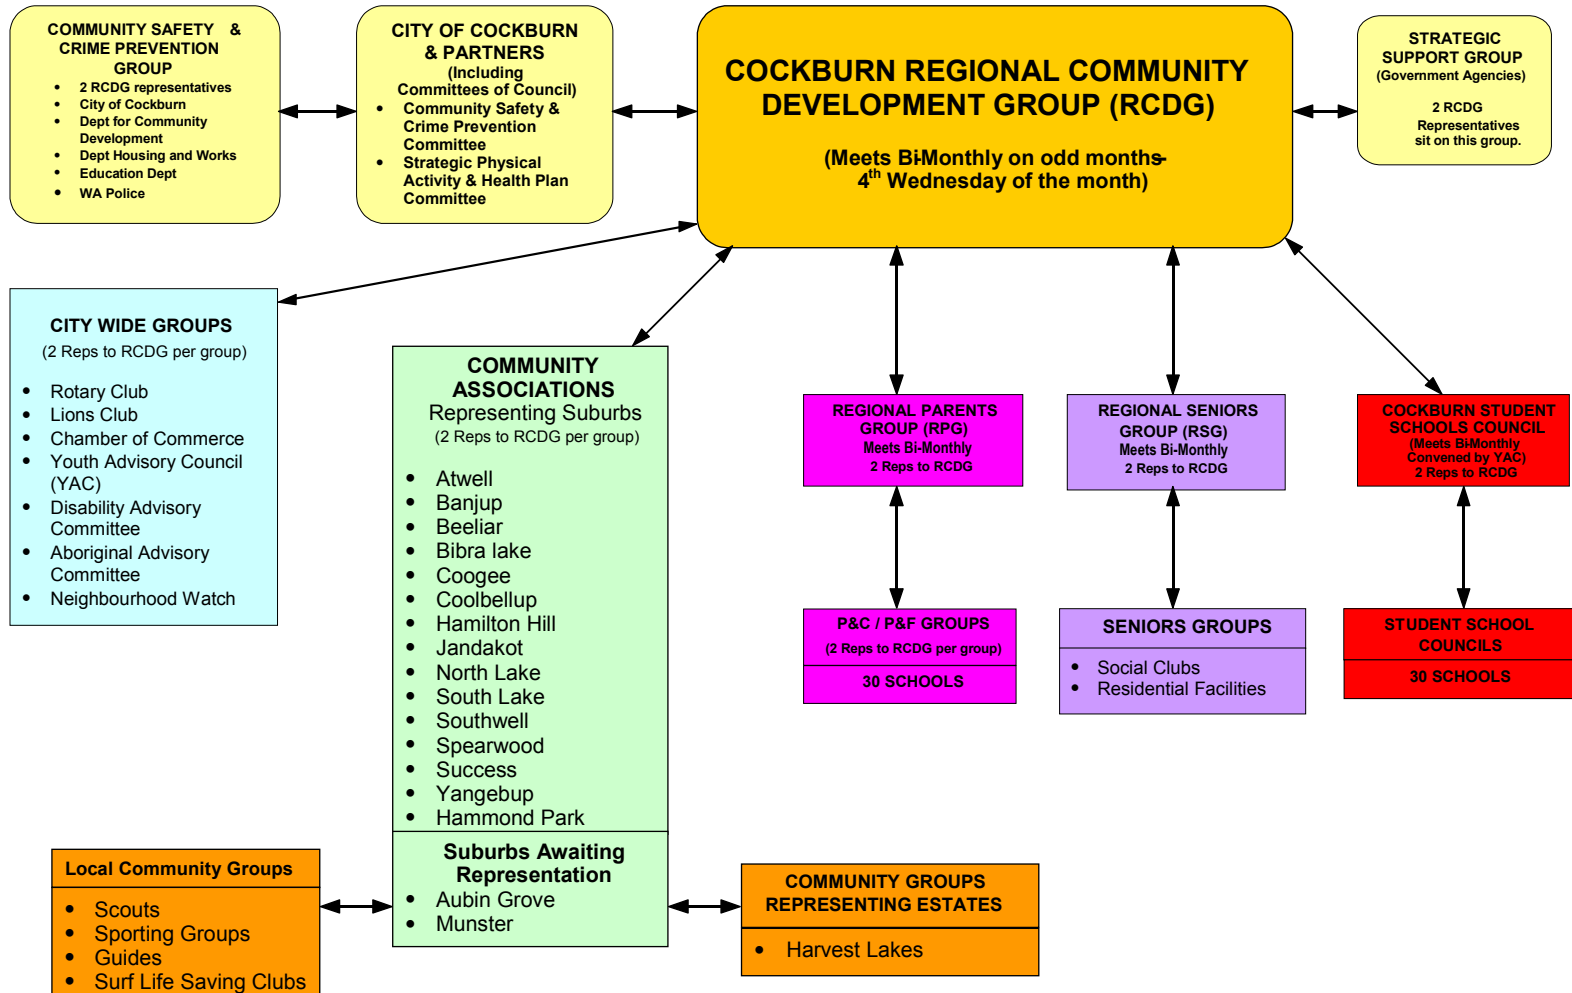 COMMUNITY SAFETY &
CRIME PREVENTION
GROUP
• 2 RCDG representatives
• City of Cockburn
• Dept for Community
Development
• Dept Housing and Works
• Education Dept
• WA Police
CITY OF COCKBURN
& PARTNERS
(Including
Committees of Council)
• Community Safety &
Crime Prevention
Committee
• Strategic Physical
Activity & Health Plan
Committee
COCKBURN REGIONAL COMMUNITY
DEVELOPMENT GROUP (RCDG)
(Meets Bi-Monthly on odd months-
4th Wednesday of the month)
STRATEGIC
SUPPORT GROUP
(Government Agencies)
2 RCDG
Representatives
sit on this group.
CITY WIDE GROUPS
(2 Reps to RCDG per group)
• Rotary Club
• Lions Club
• Chamber of Commerce
• Youth Advisory Council
(YAC)
• Disability Advisory
Committee
• Aboriginal Advisory
Committee
• Neighbourhood Watch
COMMUNITY
ASSOCIATIONS
Representing Suburbs
(2 Reps to RCDG per group)
• Atwell
• Banjup
• Beeliar
• Bibra lake
• Coogee
• Coolbellup
• Hamilton Hill
• Jandakot
• North Lake
• South Lake
• Southwell
• Spearwood
• Success
• Yangebup
• Hammond Park
Suburbs Awaiting
Representation
• Aubin Grove
• Munster
REGIONAL PARENTS
GROUP (RPG)
Meets Bi-Monthly
2 Reps to RCDG
REGIONAL SENIORS
GROUP (RSG)
Meets Bi-Monthly
2 Reps to RCDG
COCKBURN STUDENT
SCHOOLS COUNCIL
(Meets Bi-Monthly
Convened by YAC)
2 Reps to RCDG
P&C / P&F GROUPS
(2 Reps to RCDG per group)
30 SCHOOLS
SENIORS GROUPS
• Social Clubs
• Residential Facilities
STUDENT SCHOOL
COUNCILS
30 SCHOOLS
Local Community Groups
• Scouts
• Sporting Groups
• Guides
• Surf Life Saving Clubs
COMMUNITY GROUPS
REPRESENTING ESTATES
• Harvest Lakes